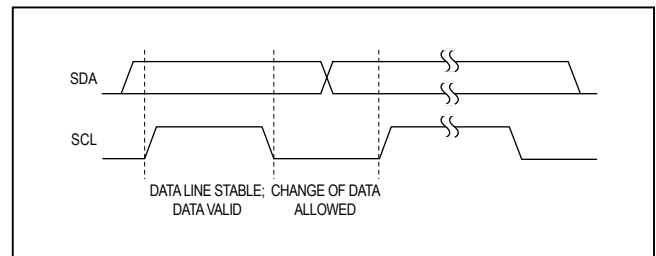 SDA
SCL
DATA LINE STABLE; CHANGE OF DATA
DATA VALID ALLOWED